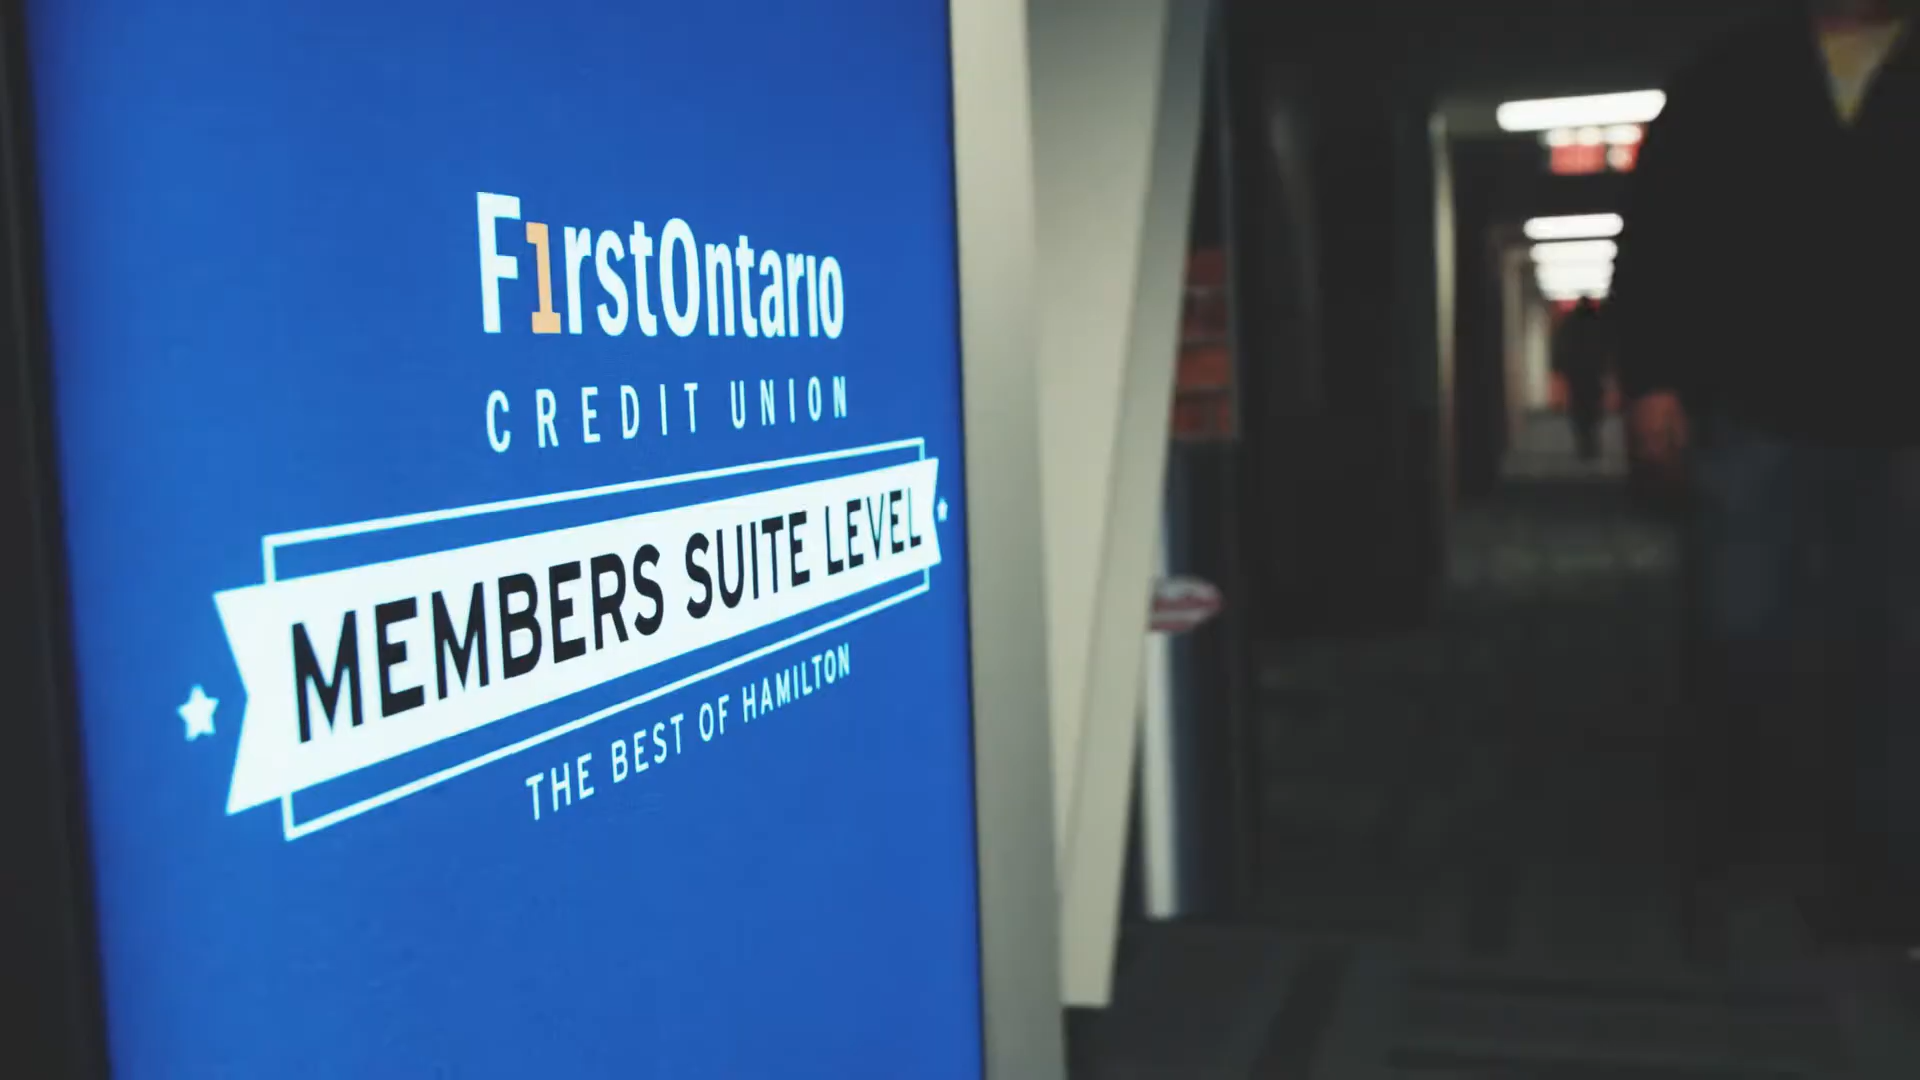 F1rstOntario
CREDIT UNION
MEMBERS SUITE LEVEL
THE BEST OF HAMILTON